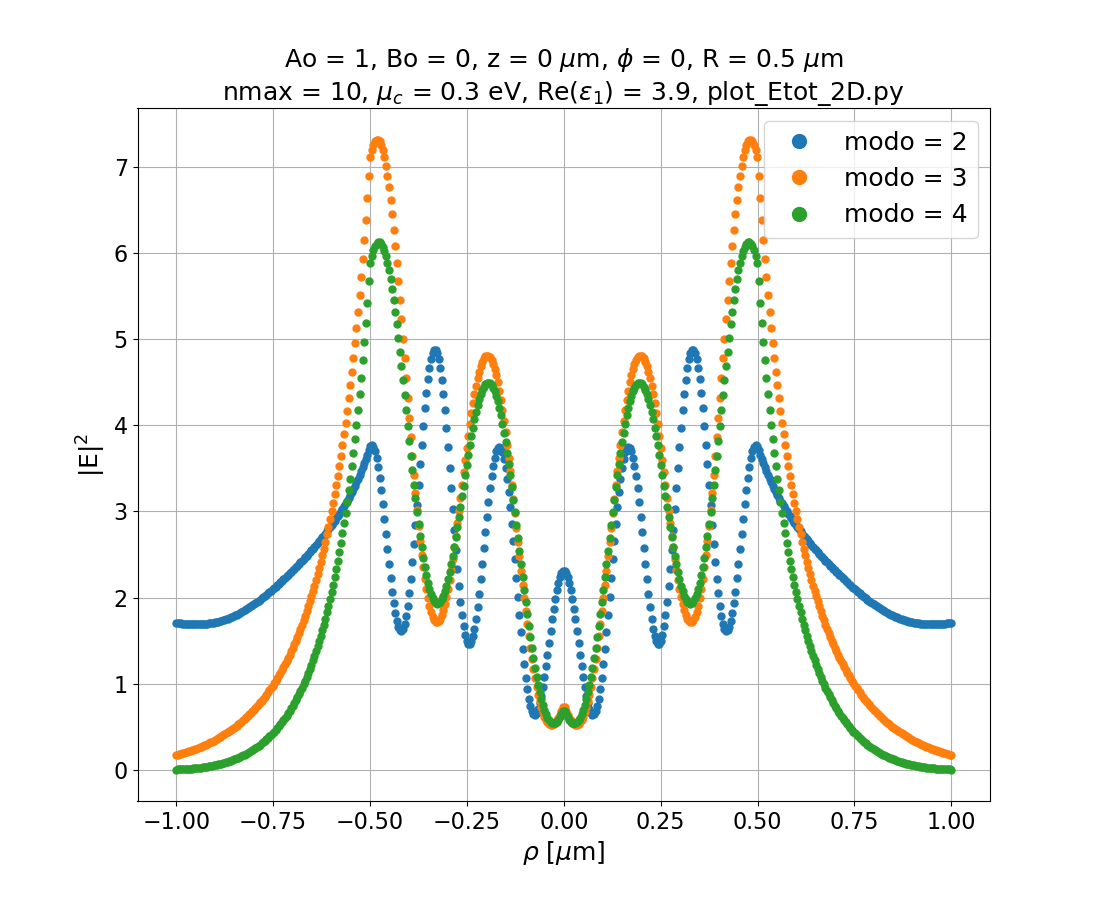 Ao = 1, Bo = 0, z = 0 μm, ϕ = 0, R = 0.5 μm
nmax = 10, μ_c = 0.3 eV, Re(ε₁) = 3.9, plot_Etot_2D.py
modo = 2
modo = 3
modo = 4
7
6
5
4
3
2
1
0
|E|²
−1.00 −0.75 −0.50 −0.25 0.00 0.25 0.50 0.75 1.00
ρ [μm]